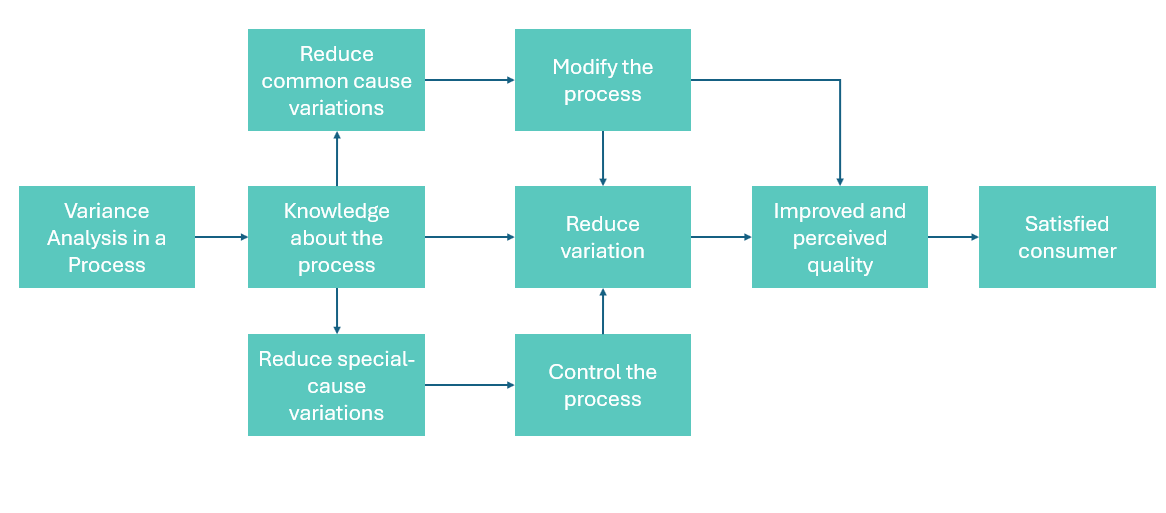 Reduce
common cause
variations
Modify the
process
Variance
Analysis in a
Process
Knowledge
about the
process
Reduce
variation
Improved and
perceived
quality
Satisfied
consumer
Reduce special-
cause
variations
Control the
process